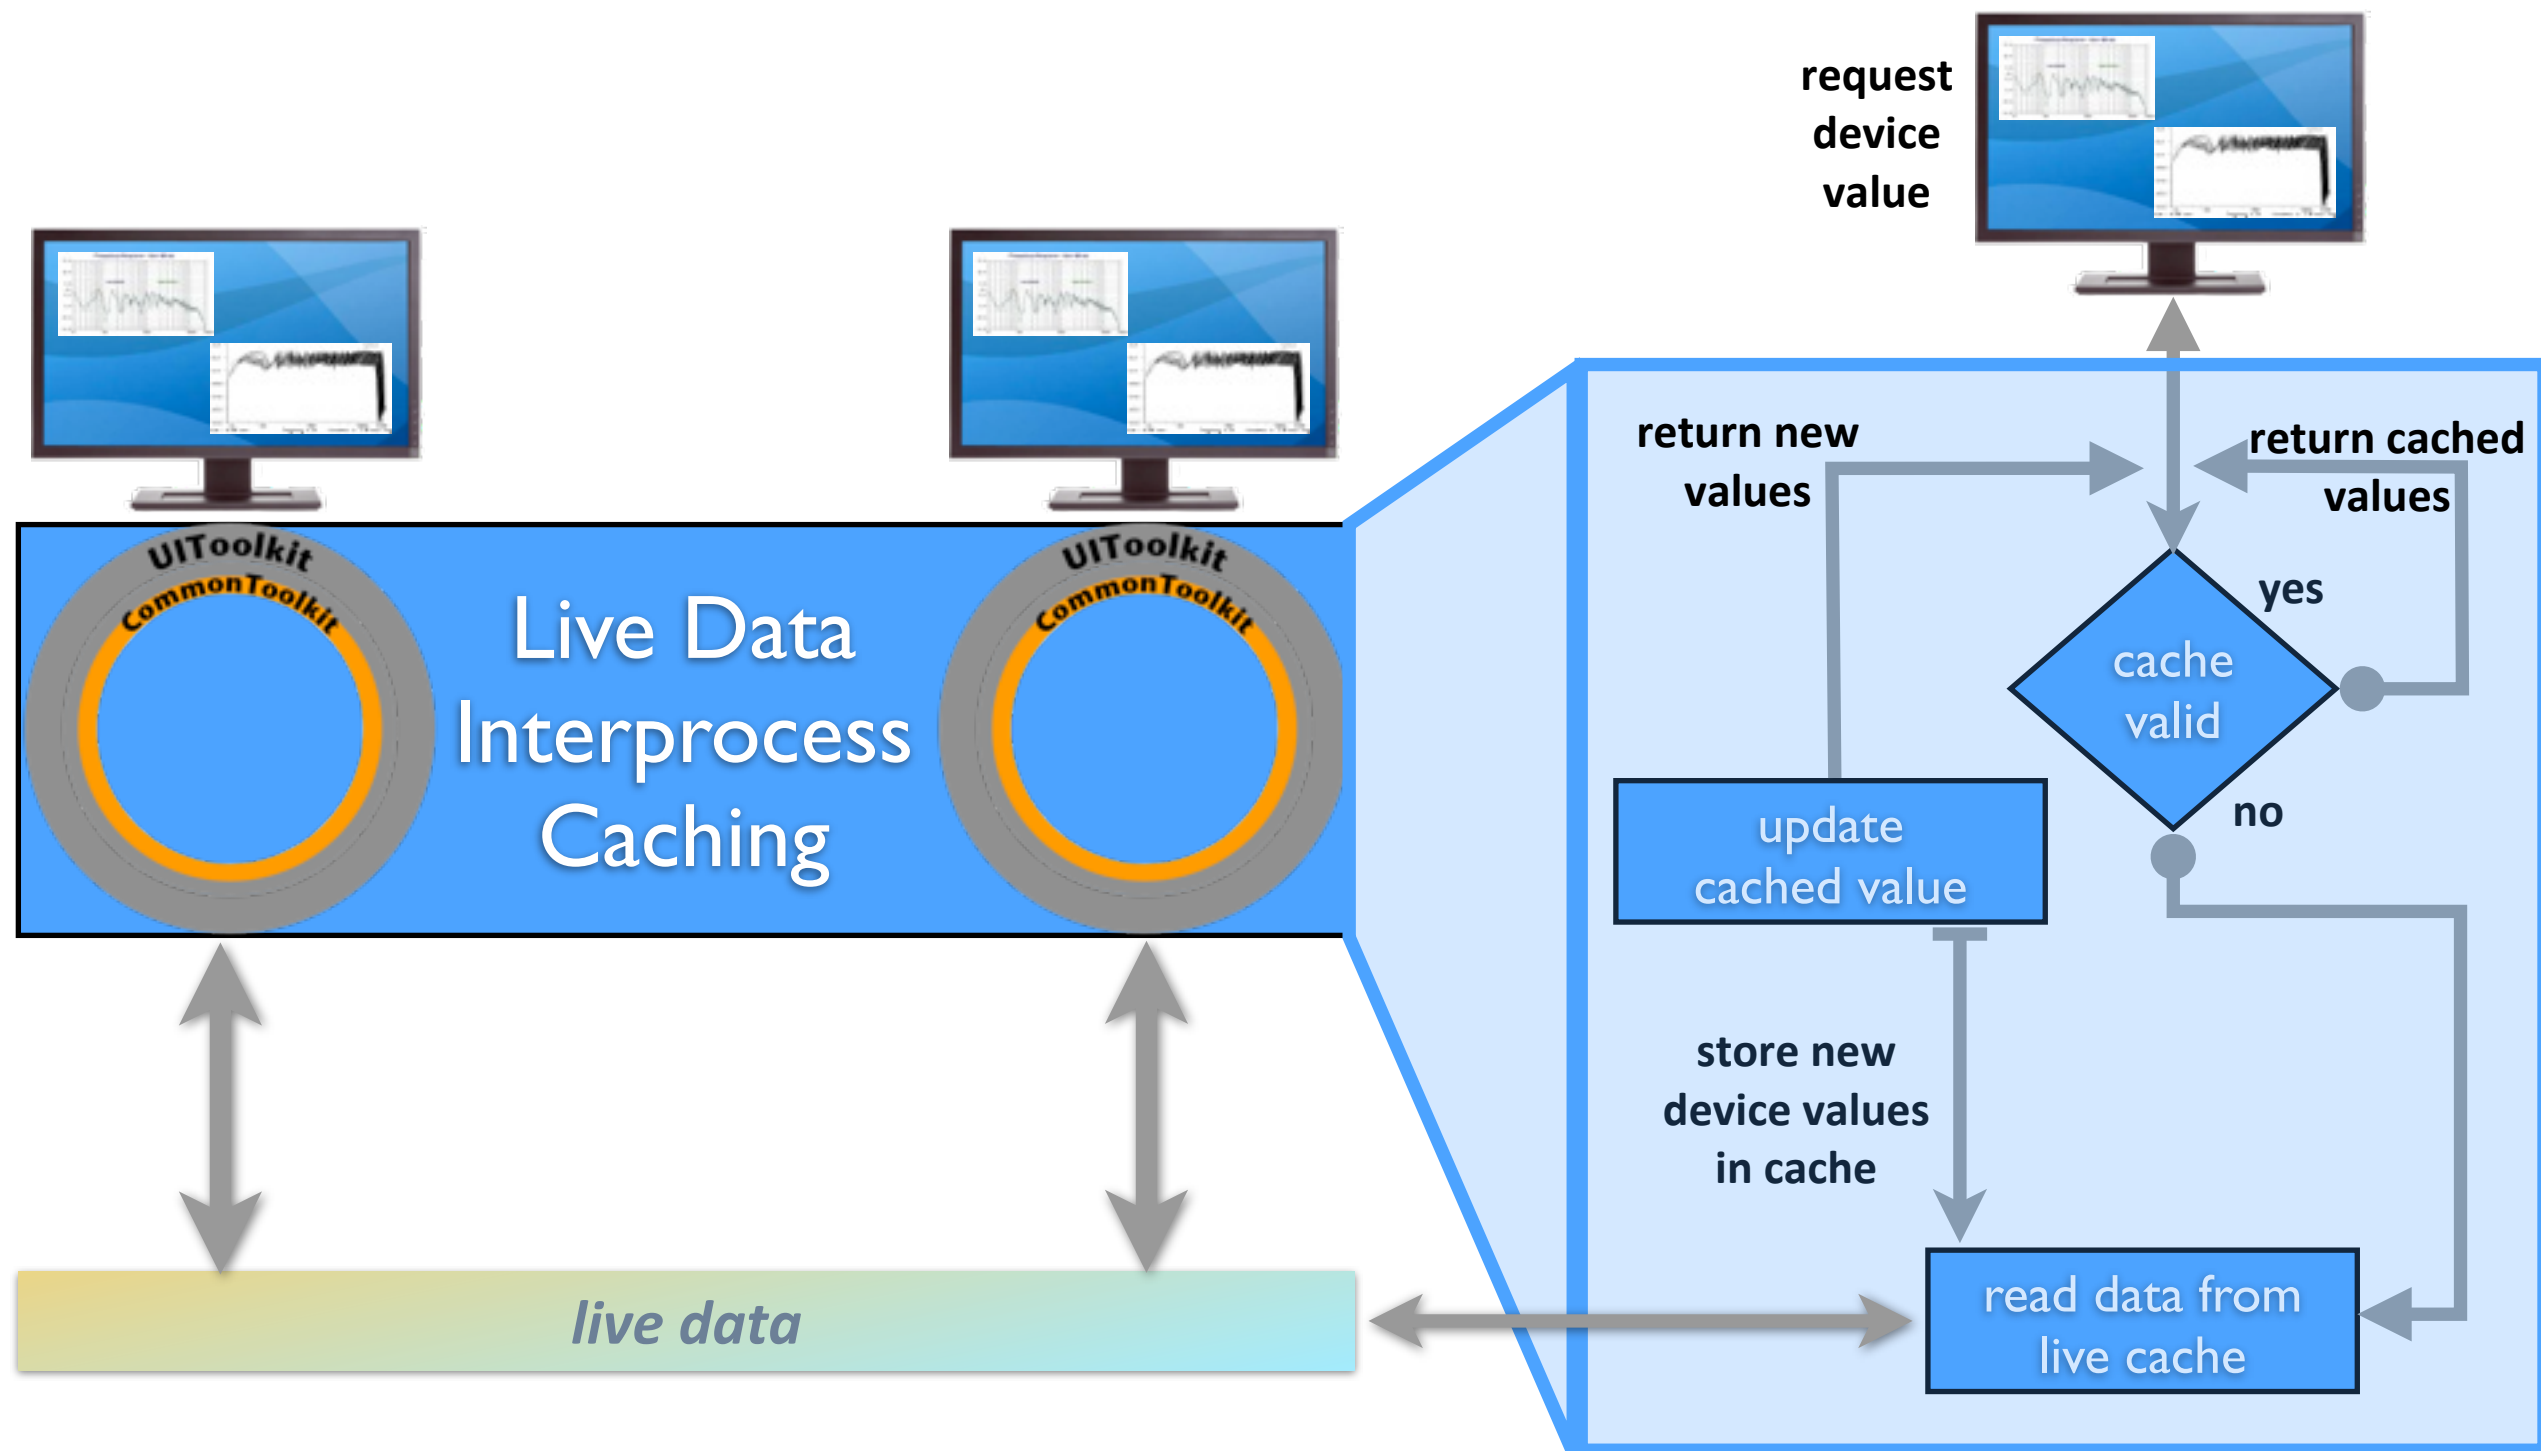 request
device
value
return new
values
return cached
values
UIToolkit
CommonToolkit
UIToolkit
CommonToolkit
Live Data
Interprocess
Caching
yes
cache
valid
no
update
cached value
store new
device values
in cache
read data from
live cache
live data